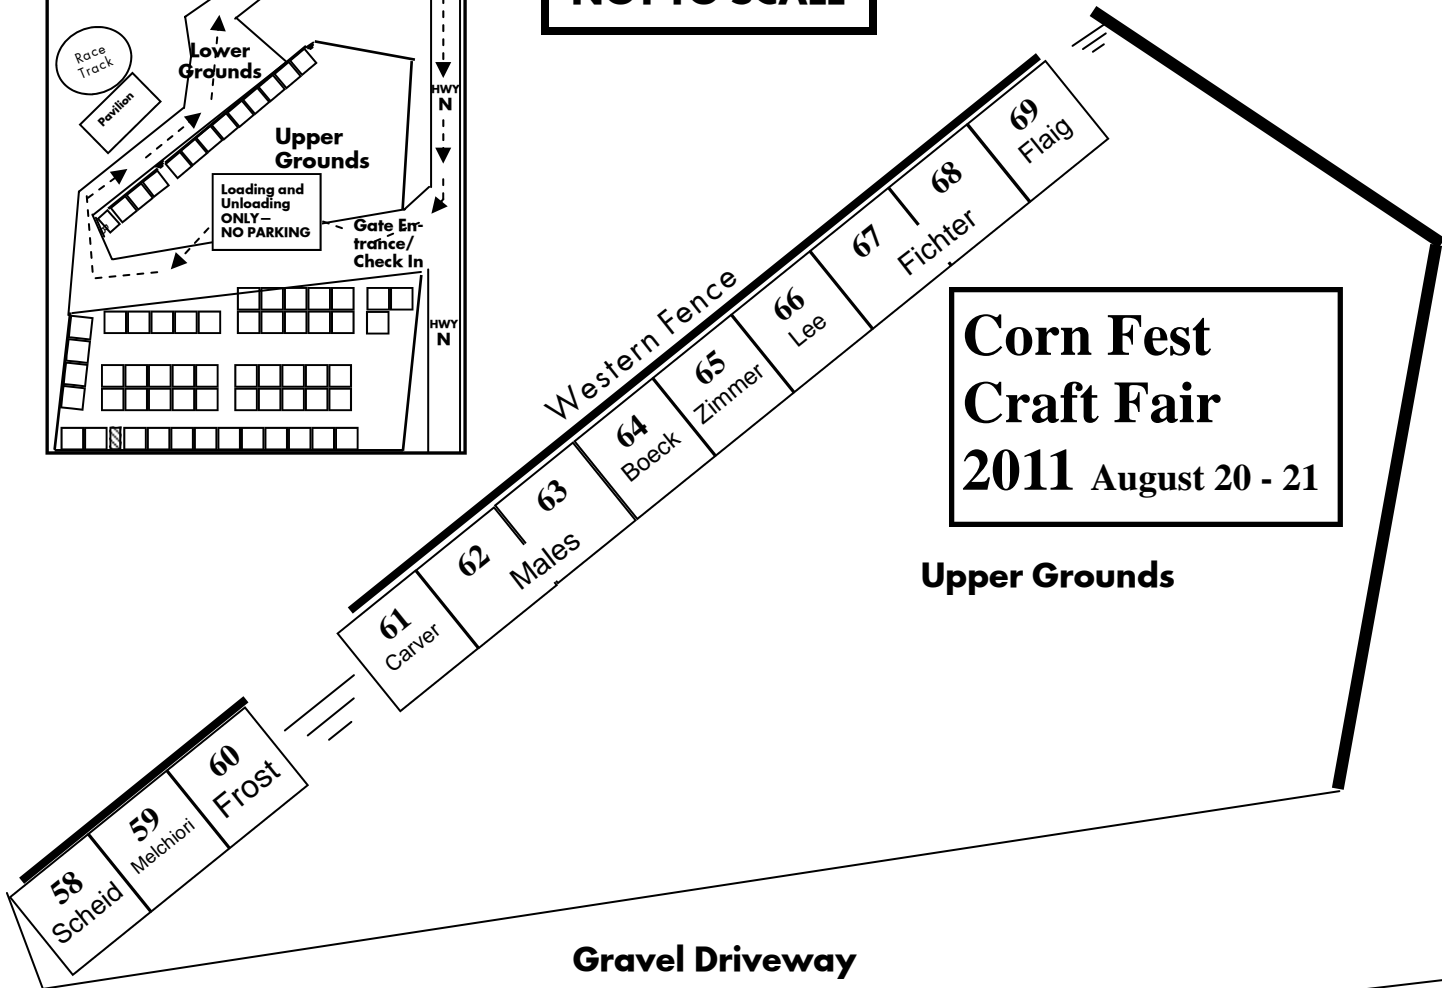 NOT TO SCALE
Race
Track
Pavilion
Lower
Grounds
Upper
Grounds
Loading and
Unloading
ONLY—
NO PARKING
Gate En-
trance/
Check In
HWY
N
HWY
N
Western Fence
69
Flaig
68
67
Fichter
66
Lee
65
Zimmer
64
Boeck
63
62
Males
61
Carver
60
Frost
59
Melchiori
58
Scheid
Corn Fest
Craft Fair
2011 August 20 - 21
Upper Grounds
Gravel Driveway